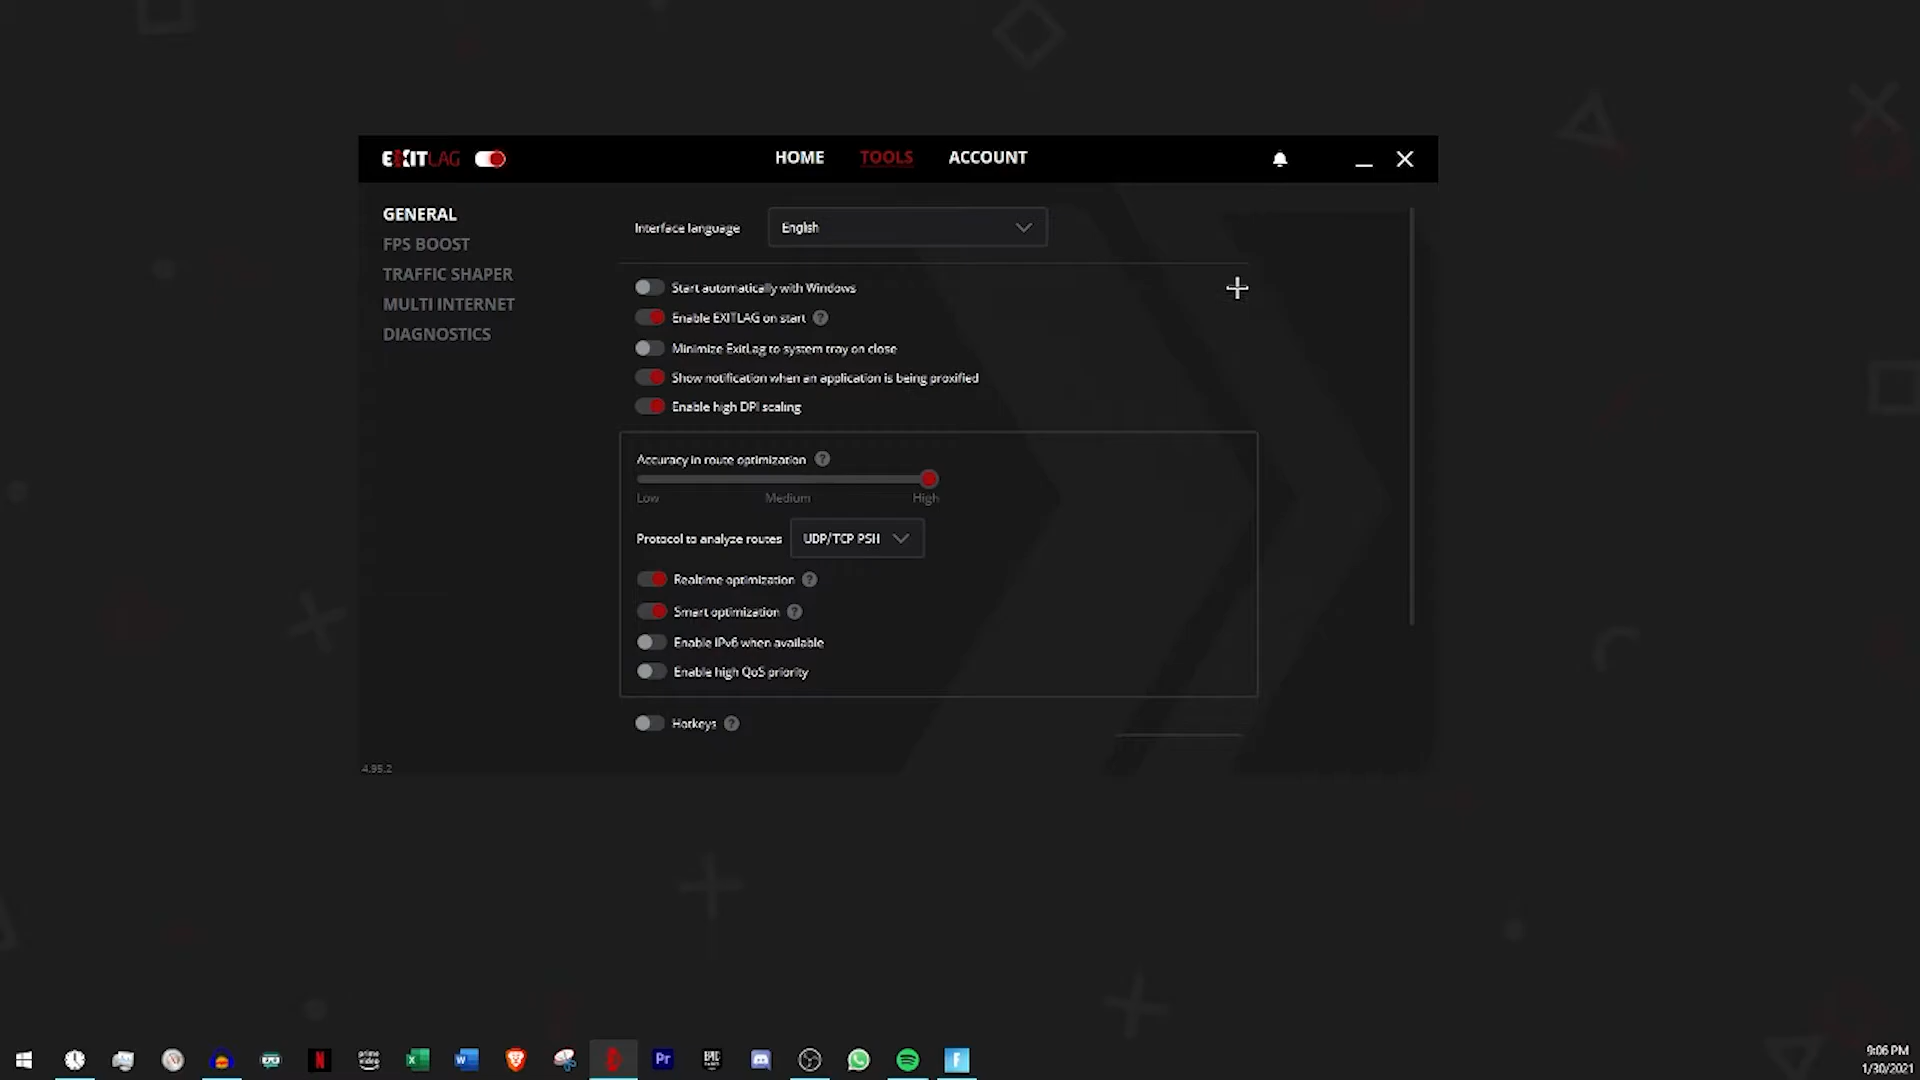 EXITLAG
HOME TOOLS ACCOUNT
GENERAL
FPS BOOST
TRAFFIC SHAPER
MULTI INTERNET
DIAGNOSTICS
Interface language English
Start automatically with Windows
Enable EXITLAG on start ?
Minimize ExitLag to system tray on close
Show notification when an application is being proxified
Enable high DPI scaling
Accuracy in route optimization ?
Low Medium High
Protocol to analyze routes UDP/TCP PSH
Realtime optimization ?
Smart optimization ?
Enable IPv6 when available
Enable high QoS priority
Hotkeys ?
4.95.2
N prime video X W Pr EPIC F
9:06 PM
1/30/2021